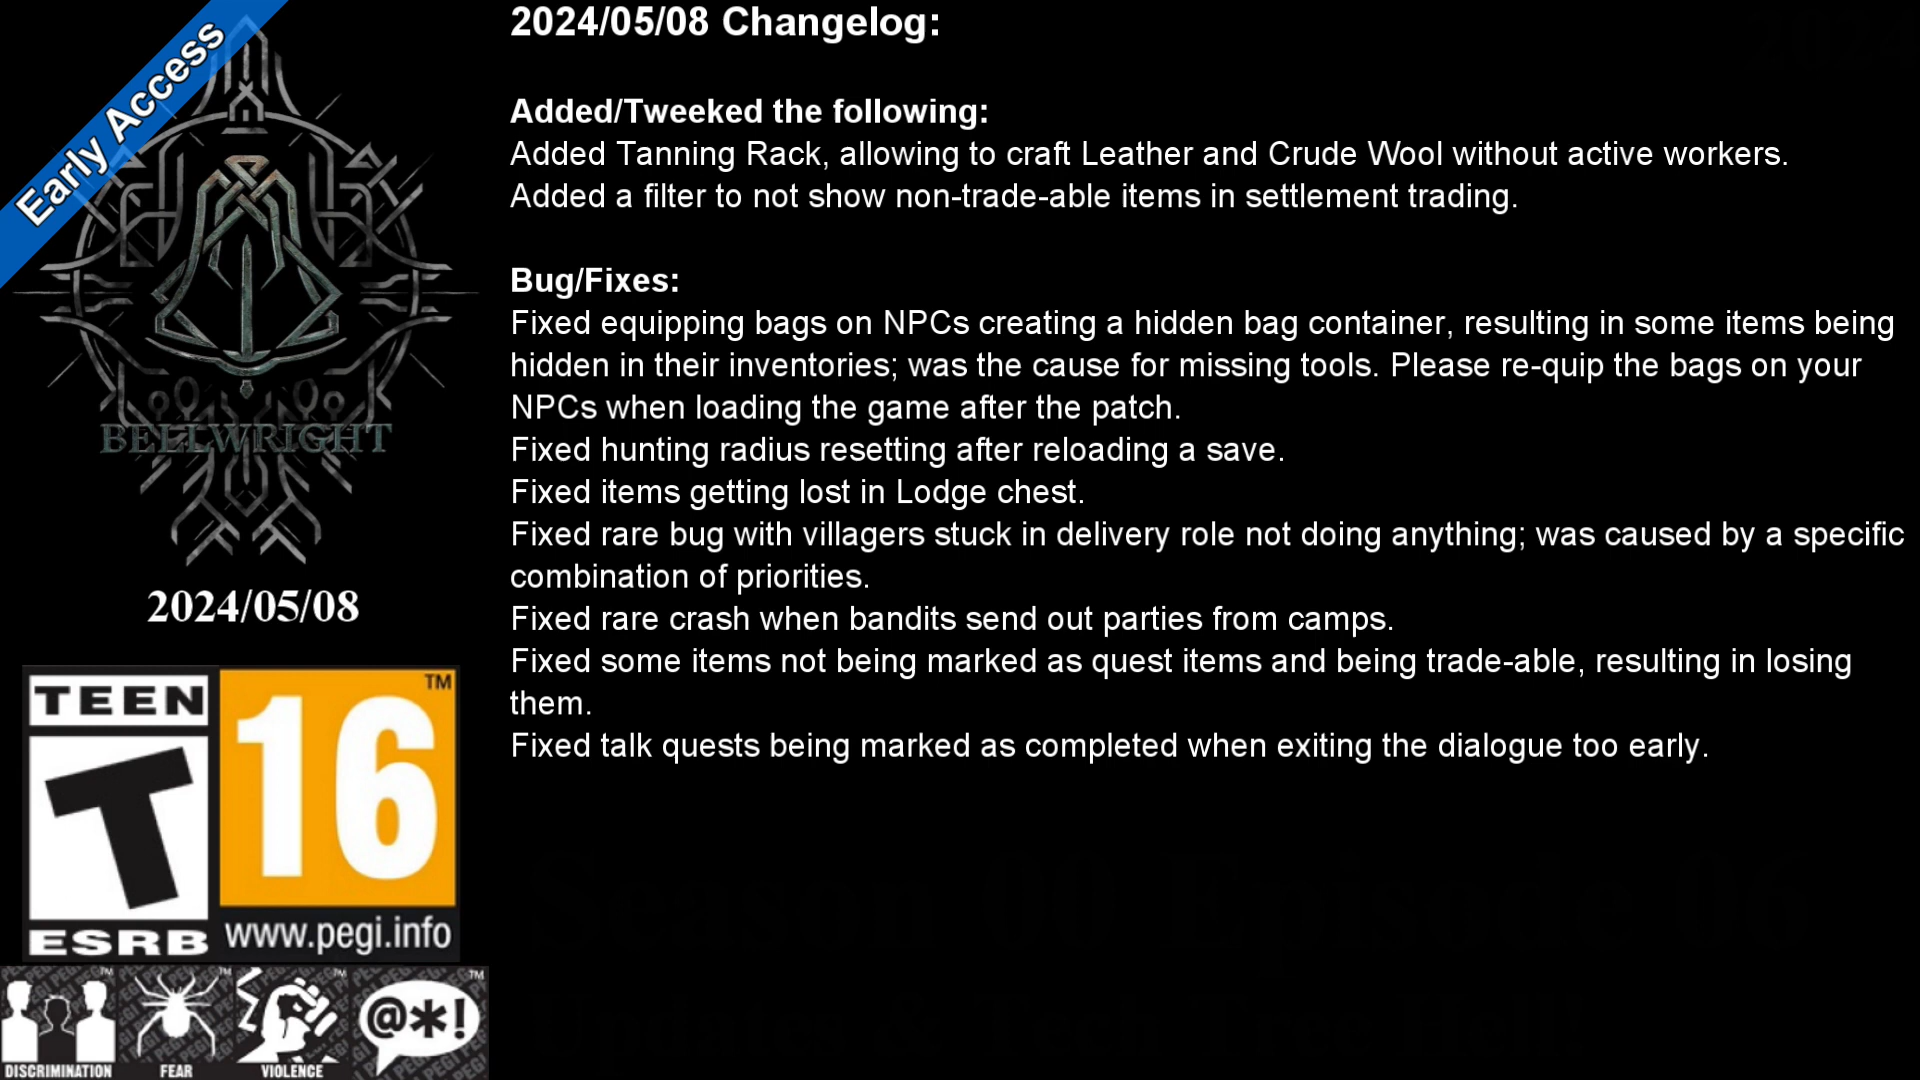 Early Access
BELLWRIGHT
2024/05/08
TEEN
T
ESRB
16
TM
www.pegi.info
DISCRIMINATION
FEAR
VIOLENCE
@*!
TM
TM
TM
TM
2024/05/08 Changelog:
Added/Tweeked the following:
Added Tanning Rack, allowing to craft Leather and Crude Wool without active workers.
Added a filter to not show non-trade-able items in settlement trading.
Bug/Fixes:
Fixed equipping bags on NPCs creating a hidden bag container, resulting in some items being
hidden in their inventories; was the cause for missing tools. Please re-quip the bags on your
NPCs when loading the game after the patch.
Fixed hunting radius resetting after reloading a save.
Fixed items getting lost in Lodge chest.
Fixed rare bug with villagers stuck in delivery role not doing anything; was caused by a specific
combination of priorities.
Fixed rare crash when bandits send out parties from camps.
Fixed some items not being marked as quest items and being trade-able, resulting in losing
them.
Fixed talk quests being marked as completed when exiting the dialogue too early.